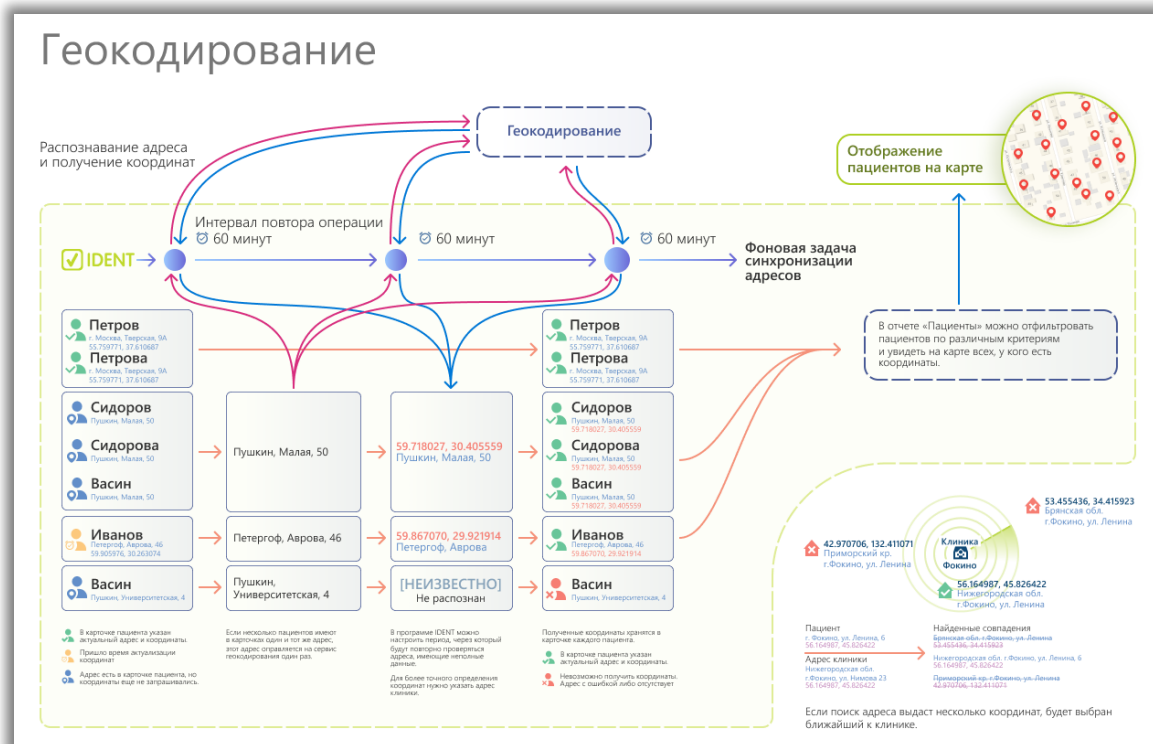 Геокодирование
Распознавание адреса
и получение координат
Геокодирование
Отображение
пациентов на карте
Интервал повтора операции
60 минут
60 минут
60 минут
IDENT
Фоновая задача
синхронизации
адресов
Петров
г. Москва, Тверская, 9А
55.759771, 37.610687
Петрова
г. Москва, Тверская, 9А
55.759771, 37.610687
Сидоров
Пушкин, Малая, 50
Сидорова
Пушкин, Малая, 50
Васин
Пушкин, Малая, 50
Иванов
Петергоф, Аврова, 46
59.905976, 30.263074
Васин
Пушкин, Университетская, 4
Пушкин, Малая, 50
Петергоф, Аврова, 46
Пушкин,
Университетская, 4
59.718027, 30.405559
Пушкин, Малая, 50
59.867070, 29.921914
Петергоф, Аврова
[НЕИЗВЕСТНО]
Не распознан
Петров
г. Москва, Тверская, 9А
55.759771, 37.610687
Петрова
г. Москва, Тверская, 9А
55.759771, 37.610687
Сидоров
Пушкин, Малая, 50
59.718027, 30.405559
Сидорова
Пушкин, Малая, 50
59.718027, 30.405559
Васин
Пушкин, Малая, 50
59.718027, 30.405559
Иванов
Петергоф, Аврова, 46
59.867070, 29.921914
Васин
Пушкин, Университетская, 4
В отчете «Пациенты» можно отфильтровать
пациентов по различным критериям
и увидеть на карте всех, у кого есть
координаты.
В карточке пациента указан
актуальный адрес и координаты.
Пришло время актуализации
координат
Адрес есть в карточке пациента, но
координаты еще не запрашивались.
Если несколько пациентов имеют
в карточках один и тот же адрес,
этот адрес оправляется на сервис
геокодирования один раз.
В программе IDENT можно
настроить период, через который
будут повторно проверяться
адреса, имеющие неполные
данные.
Для более точного определения
координат нужно указать адрес
клиники.
Полученные координаты хранятся в
карточке каждого пациента.
В карточке пациента указан
актуальный адрес и координаты.
Невозможно получить координаты.
Адрес с ошибкой либо отсутствует
53.455436, 34.415923
Брянская обл.
г.Фокино, ул. Ленина
42.970706, 132.411071
Приморский кр.
г.Фокино, ул. Ленина
Клиника
Фокино
56.164987, 45.826422
Нижегородская обл.
г.Фокино, ул. Ленина
Пациент
г. Фокино, ул. Ленина, 6
56.164987, 45.826422
Адрес клиники
Нижегородская обл.
г.Фокино, ул. Нимова 23
56.164987, 45.826422
Найденные совпадения
Брянская обл. г.Фокино, ул. Ленина
53.455436, 34.415923
Нижегородская обл. г.Фокино, ул. Ленина, 6
56.164987, 45.826422
Приморский кр. г.Фокино, ул. Ленина
42.970706, 132.411071
Если поиск адреса выдаст несколько координат, будет выбран
ближайший к клинике.